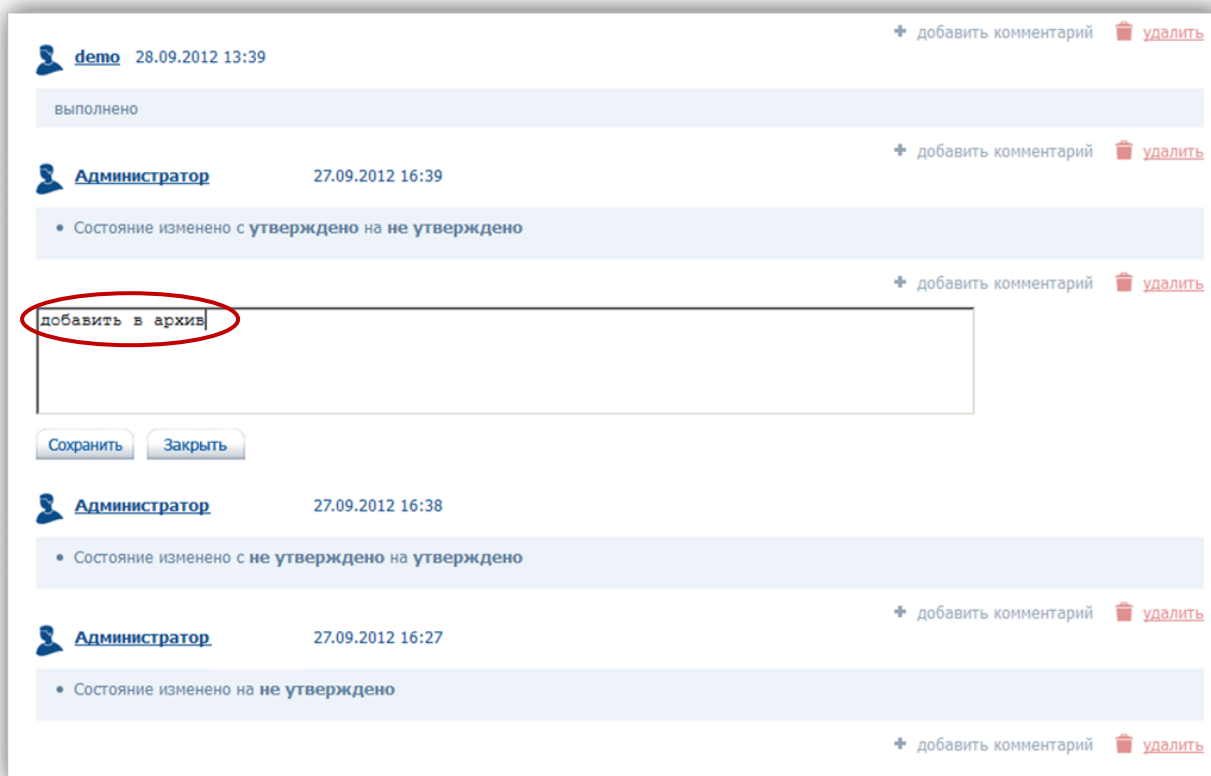 + добавить комментарий удалить
demo 28.09.2012 13:39
выполнено
+ добавить комментарий удалить
Администратор 27.09.2012 16:39
• Состояние изменено с утверждено на не утверждено
+ добавить комментарий удалить
добавить в архив
Сохранить Закрыть
Администратор 27.09.2012 16:38
• Состояние изменено с не утверждено на утверждено
+ добавить комментарий удалить
Администратор 27.09.2012 16:27
• Состояние изменено на не утверждено
+ добавить комментарий удалить